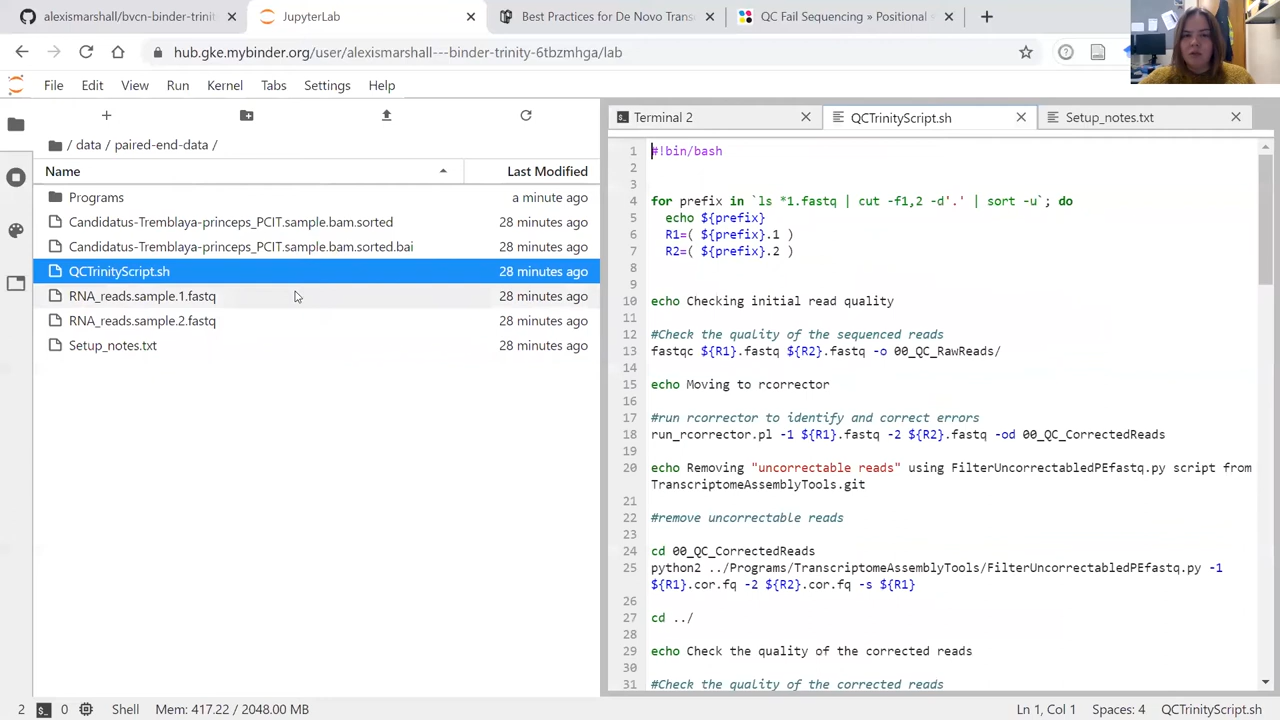 alexismarshall/bvcn-binder-trinit
JupyterLab
Best Practices for De Novo Trans
QC Fail Sequencing » Positional
hub.gke.mybinder.org/user/alexismarshall---binder-trinity-6tbzmhga/lab
File Edit View Run Kernel Tabs Settings Help
/ data / paired-end-data /
Name Last Modified
Programs a minute ago
Candidatus-Tremblaya-princeps_PCIT.sample.bam.sorted 28 minutes ago
Candidatus-Tremblaya-princeps_PCIT.sample.bam.sorted.bai 28 minutes ago
QCTrinityScript.sh 28 minutes ago
RNA_reads.sample.1.fastq 28 minutes ago
RNA_reads.sample.2.fastq 28 minutes ago
Setup_notes.txt 28 minutes ago
Terminal 2 QCTrinityScript.sh Setup_notes.txt
1 #!bin/bash
2
3
4 for prefix in `ls *1.fastq | cut -f1,2 -d'.' | sort -u`; do
5 echo ${prefix}
6 R1=( ${prefix}.1 )
7 R2=( ${prefix}.2 )
8
9
10 echo Checking initial read quality
11
12 #Check the quality of the sequenced reads
13 fastqc ${R1}.fastq ${R2}.fastq -o 00_QC_RawReads/
14
15 echo Moving to rcorrector
16
17 #run rcorrector to identify and correct errors
18 run_rcorrector.pl -1 ${R1}.fastq -2 ${R2}.fastq -od 00_QC_CorrectedReads
19
20 echo Removing "uncorrectable reads" using FilterUncorrectabledPEfastq.py script from
TranscriptomeAssemblyTools.git
21
22 #remove uncorrectable reads
23
24 cd 00_QC_CorrectedReads
25 python2 ../Programs/TranscriptomeAssemblyTools/FilterUncorrectabledPEfastq.py -1
${R1}.cor.fq -2 ${R2}.cor.fq -s ${R1}
26
27 cd ../
28
29 echo Check the quality of the corrected reads
30
31 #Check the quality of the corrected reads
2 0 Shell Mem: 417.22 / 2048.00 MB Ln 1, Col 1 Spaces: 4 QCTrinityScript.sh